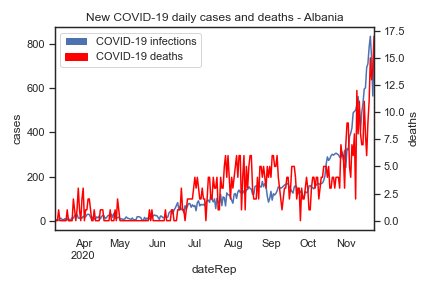 New COVID-19 daily cases and deaths - Albania
COVID-19 infections
COVID-19 deaths
cases
800
600
400
200
0
deaths
17.5
15.0
12.5
10.0
7.5
5.0
2.5
0.0
Apr May Jun Jul Aug Sep Oct Nov
2020
dateRep